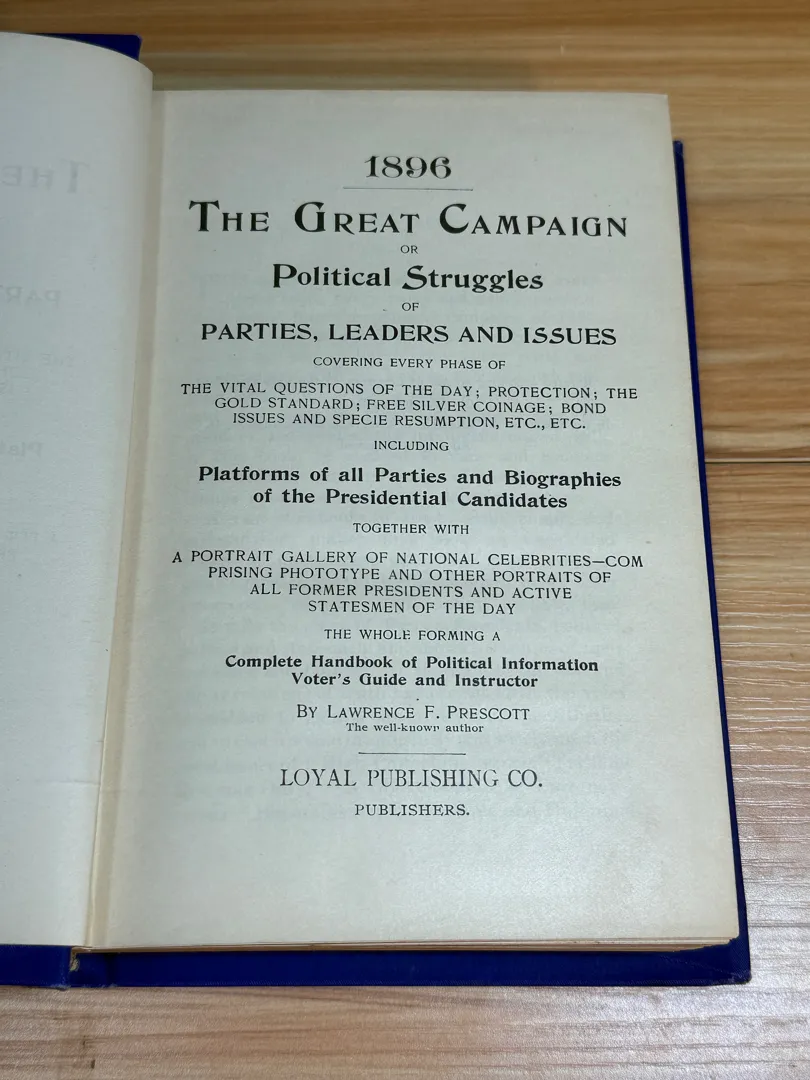 1896
THE GREAT CAMPAIGN
OR
Political Struggles
OF
PARTIES, LEADERS AND ISSUES
COVERING EVERY PHASE OF
THE VITAL QUESTIONS OF THE DAY; PROTECTION; THE
GOLD STANDARD; FREE SILVER COINAGE; BOND
ISSUES AND SPECIE RESUMPTION, ETC., ETC.
INCLUDING
Platforms of all Parties and Biographies
of the Presidential Candidates
TOGETHER WITH
A PORTRAIT GALLERY OF NATIONAL CELEBRITIES—COM
PRISING PHOTOTYPE AND OTHER PORTRAITS OF
ALL FORMER PRESIDENTS AND ACTIVE
STATESMEN OF THE DAY
THE WHOLE FORMING A
Complete Handbook of Political Information
Voter's Guide and Instructor
BY LAWRENCE F. PRESCOTT
The well-known author
LOYAL PUBLISHING CO.
PUBLISHERS.